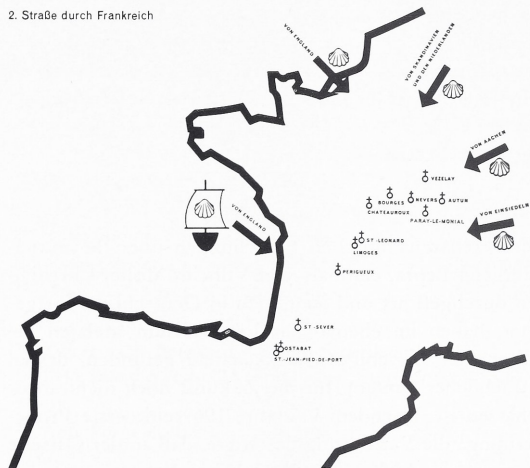 2. Straße durch Frankreich
VON ENGLAND
VON SKANDINAVIEN
UND DEN NIEDERLANDEN
VON AACHEN
VEZELAY
BOURGES
NEVERS
AUTUN
CHATEAUROUX
PARAY-LE-MONIAL
VON EINSIEDELN
VON ENGLAND
ST-LEONARD
LIMOGES
PERIGUEUX
ST-SEVER
OSTABAT
ST-JEAN-PIED-DE-PORT